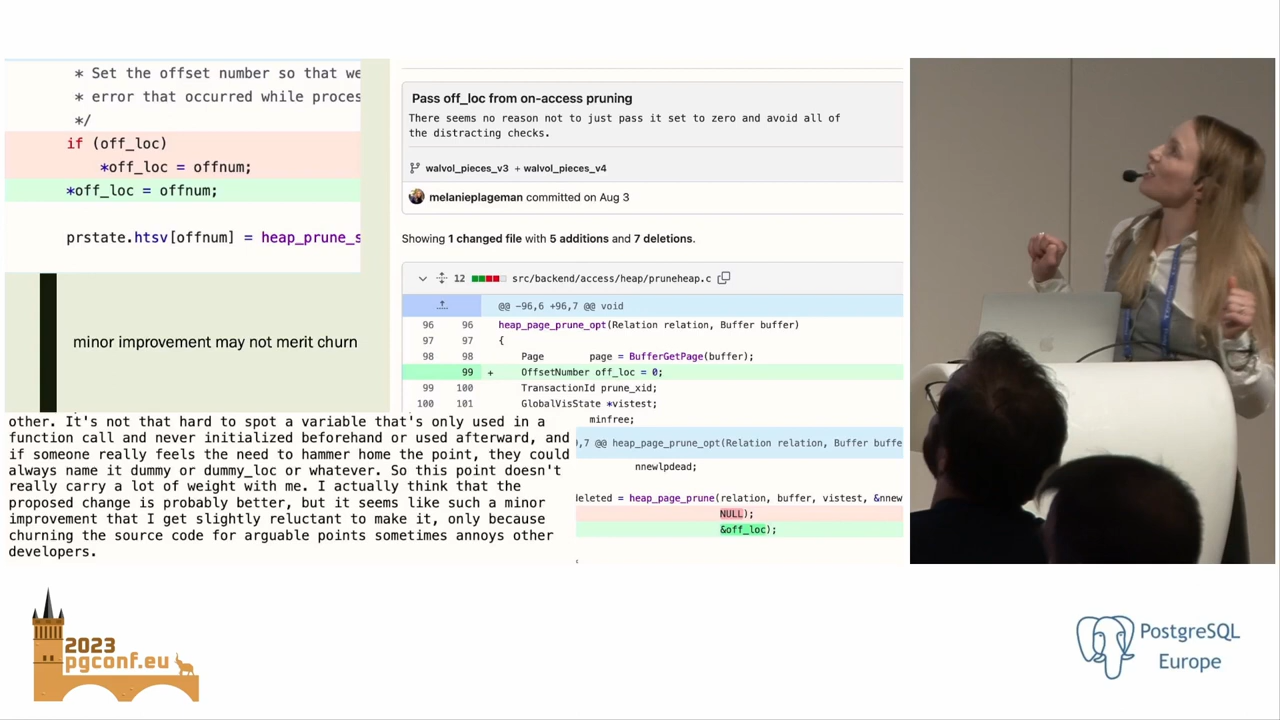 * Set the offset number so that we
* error that occurred while proces
*/
if (off_loc)
*off_loc = offnum;
*off_loc = offnum;
prstate.htsv[offnum] = heap_prune_s
minor improvement may not merit churn
other. It's not that hard to spot a variable that's only used in a
function call and never initialized beforehand or used afterward, and
if someone really feels the need to hammer home the point, they could
always name it dummy or dummy_loc or whatever. So this point doesn't
really carry a lot of weight with me. I actually think that the
proposed change is probably better, but it seems like such a minor
improvement that I get slightly reluctant to make it, only because
churning the source code for arguable points sometimes annoys other
developers.
Pass off_loc from on-access pruning
There seems no reason not to just pass it set to zero and avoid all of
the distracting checks.
walvol_pieces_v3 + walvol_pieces_v4
melanieplageman committed on Aug 3
Showing 1 changed file with 5 additions and 7 deletions.
12 src/backend/access/heap/pruneheap.c
@@ -96,6 +96,7 @@ void
96 96 heap_page_prune_opt(Relation relation, Buffer buffer)
97 97 {
98 98 Page page = BufferGetPage(buffer);
99 + OffsetNumber off_loc = 0;
99 100 TransactionId prune_xid;
100 101 GlobalVisState *vistest;
minfree;
,7 @@ heap_page_prune_opt(Relation relation, Buffer buffe
nnewlpdead;
deleted = heap_page_prune(relation, buffer, vistest, &nnew
NULL);
&off_loc);
2023
pgconf.eu
PostgreSQL
Europe